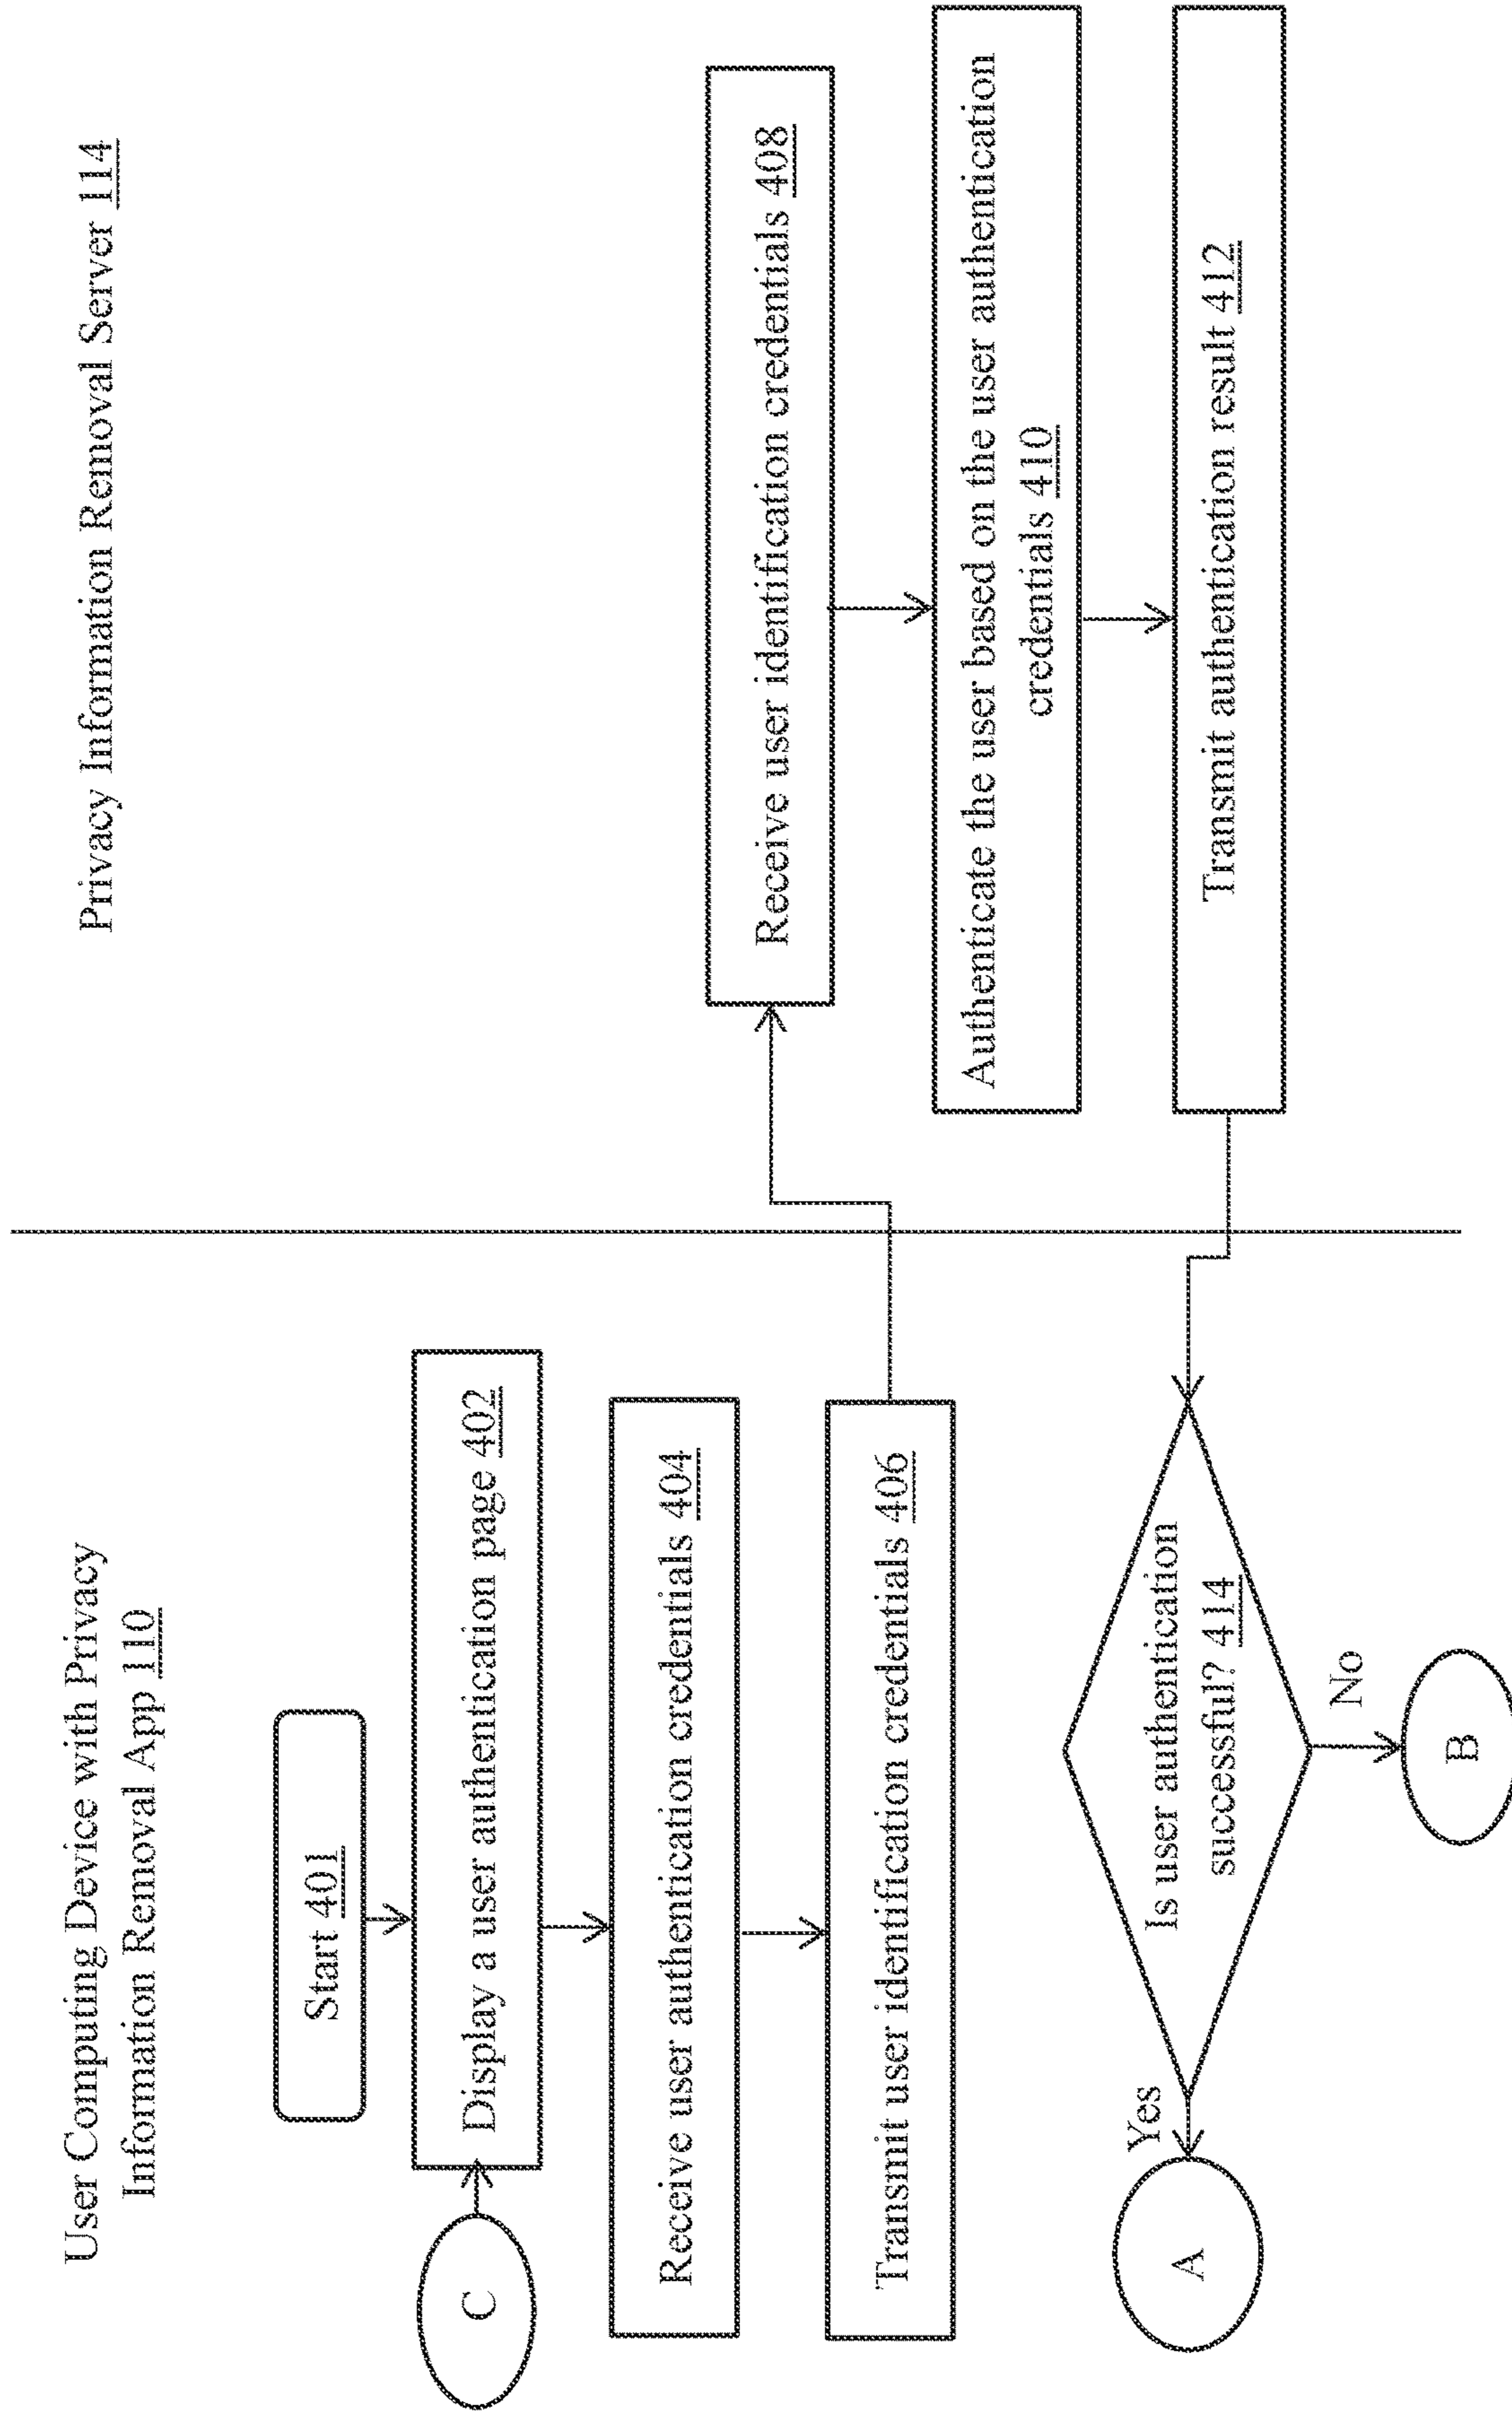 User Computing Device with Privacy
Information Removal App 110
Privacy Information Removal Server 114
Start 401
C
Display a user authentication page 402
Receive user authentication credentials 404
Transmit user identification credentials 406
Receive user identification credentials 408
Authenticate the user based on the user authentication
credentials 410
Transmit authentication result 412
Is user authentication
successful? 414
Yes
A
No
B